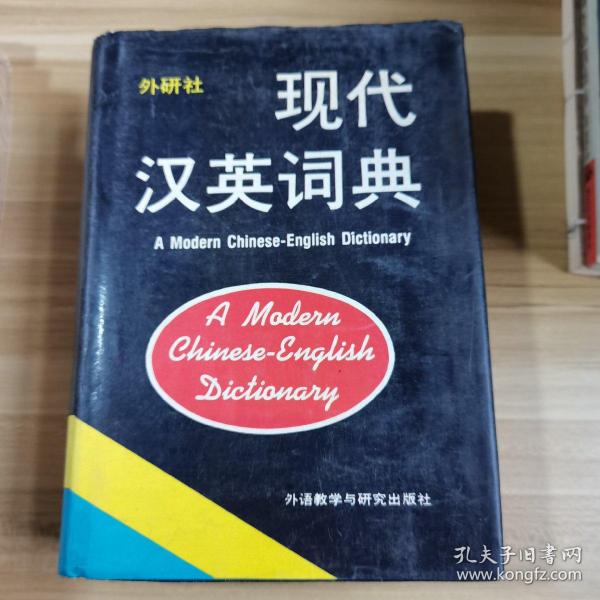 外研社
现代
汉英词典
A Modern Chinese-English Dictionary
A Modern
Chinese-English
Dictionary
外语教学与研究出版社
孔夫子旧书网
www.kongfz.com